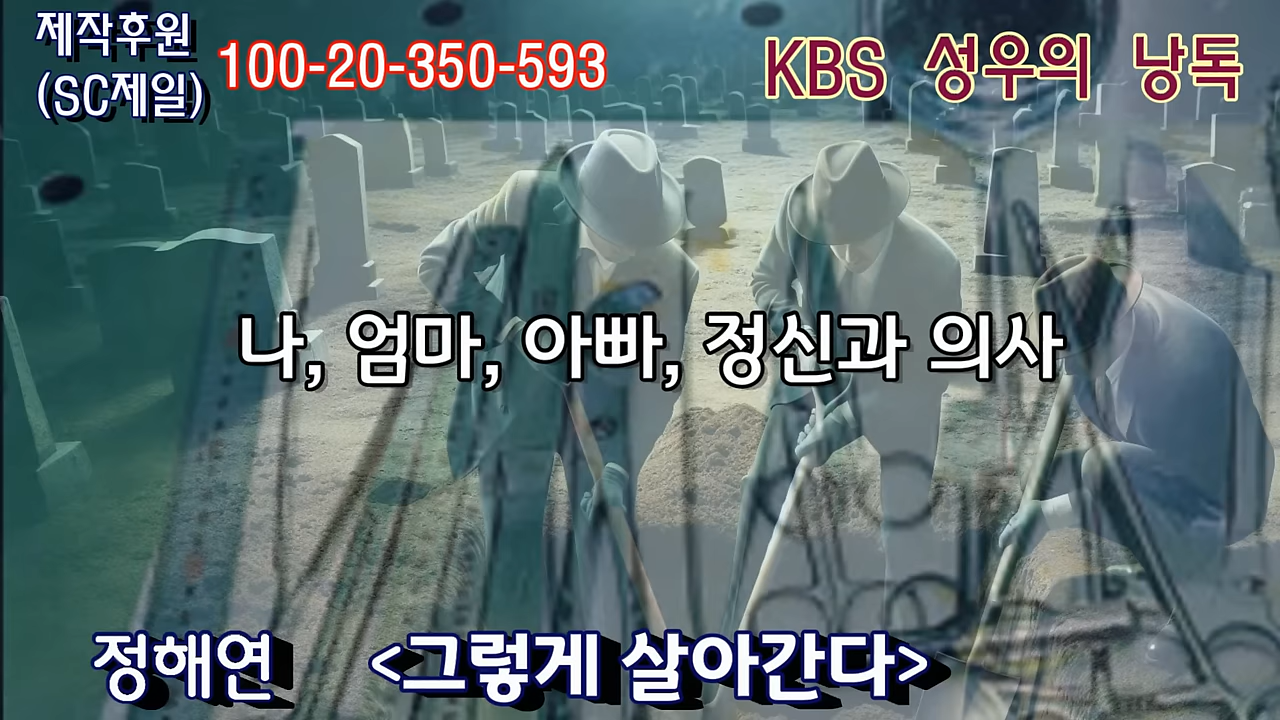 제작후원
(SC제일)
100-20-350-593
KBS 성우의 낭독
나, 엄마, 아빠, 정신과 의사
정해연 <그렇게 살아간다>